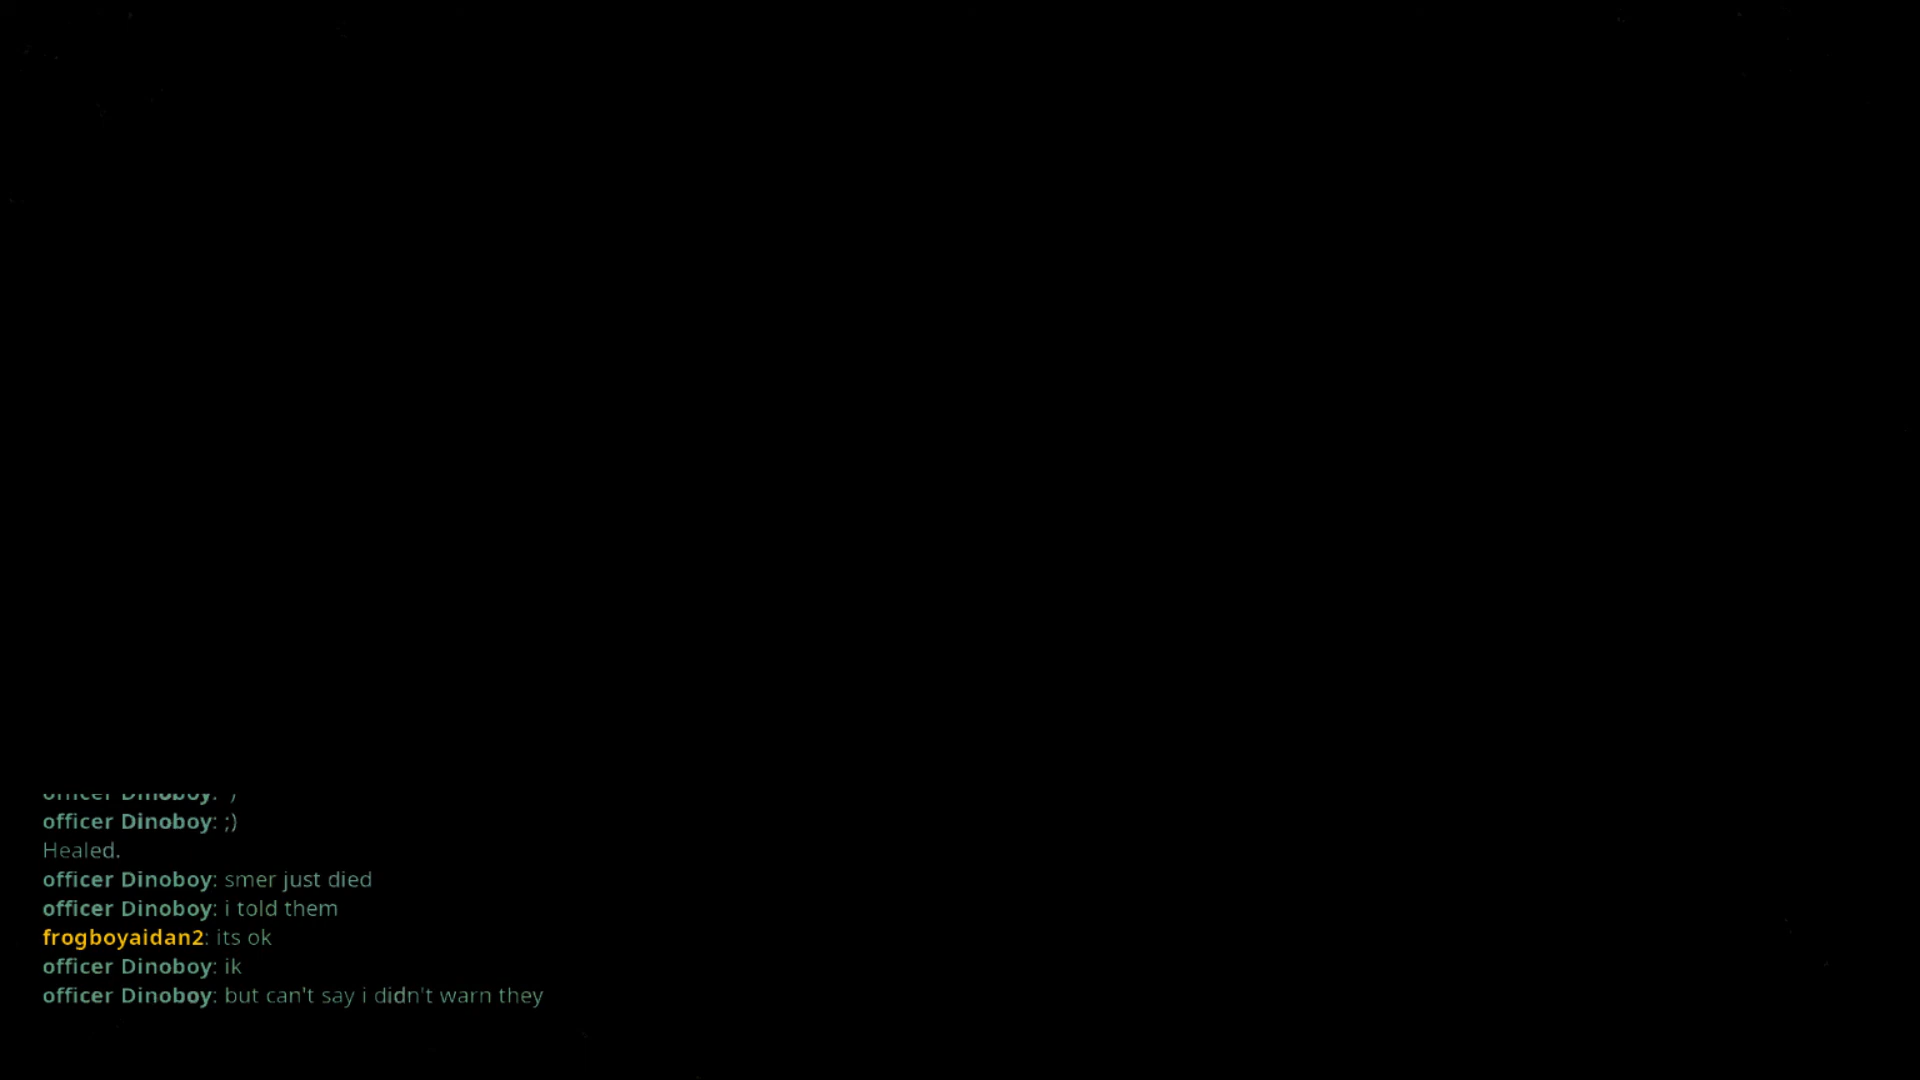 officer Dinoboy: ;)
Healed.
officer Dinoboy: smer just died
officer Dinoboy: i told them
frogboyaidan2: its ok
officer Dinoboy: ik
officer Dinoboy: but can't say i didn't warn they